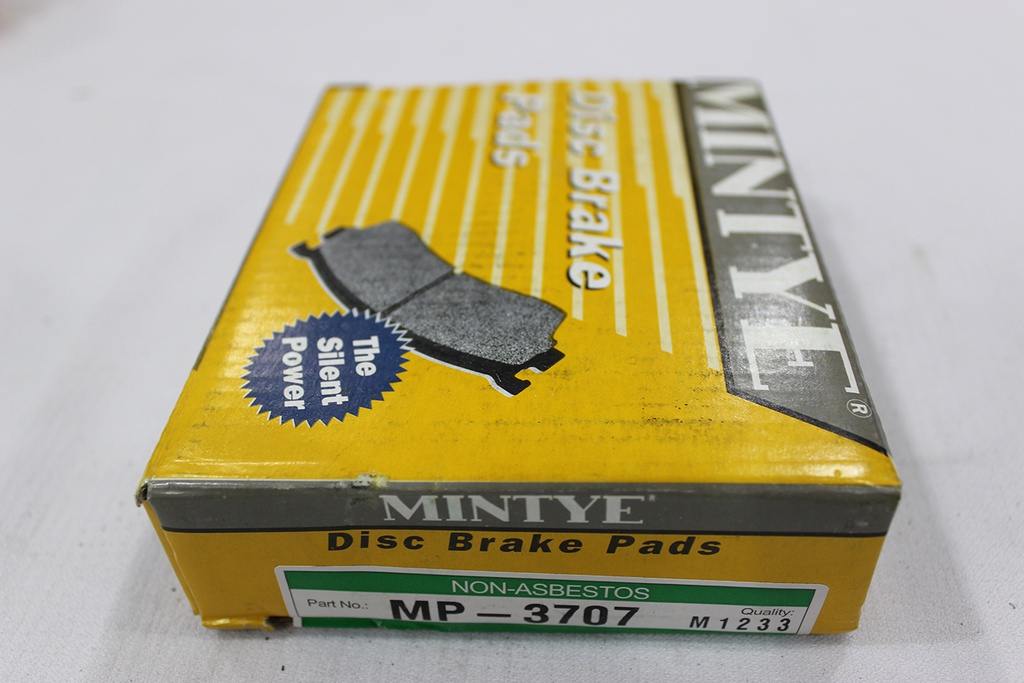 MINTYE®
Disc Brake
Pads
The
Silent
Power
MINTYE
Disc Brake Pads
NON-ASBESTOS
Part No.: MP-3707
Quality:
M1233